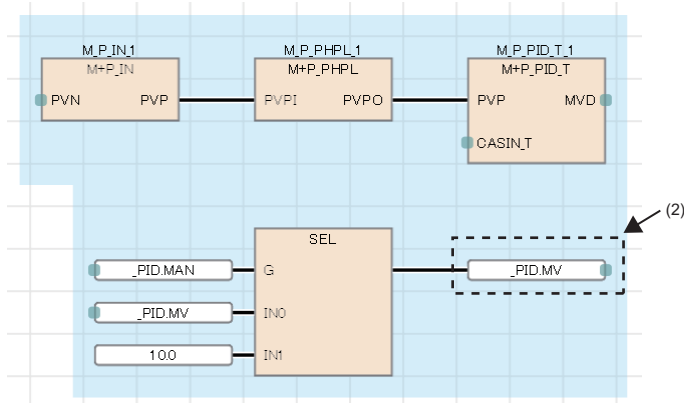 M_P_IN_1
M+P_IN
PVN PVP
M_P_PHPL_1
M+P_PHPL
PVPI PVPO
M_P_PID_T_1
M+P_PID_T
PVP MVD
CASIN_T
(2)
SEL
_PID.MAN G
_PID.MV
_PID.MV IN0
10.0 IN1